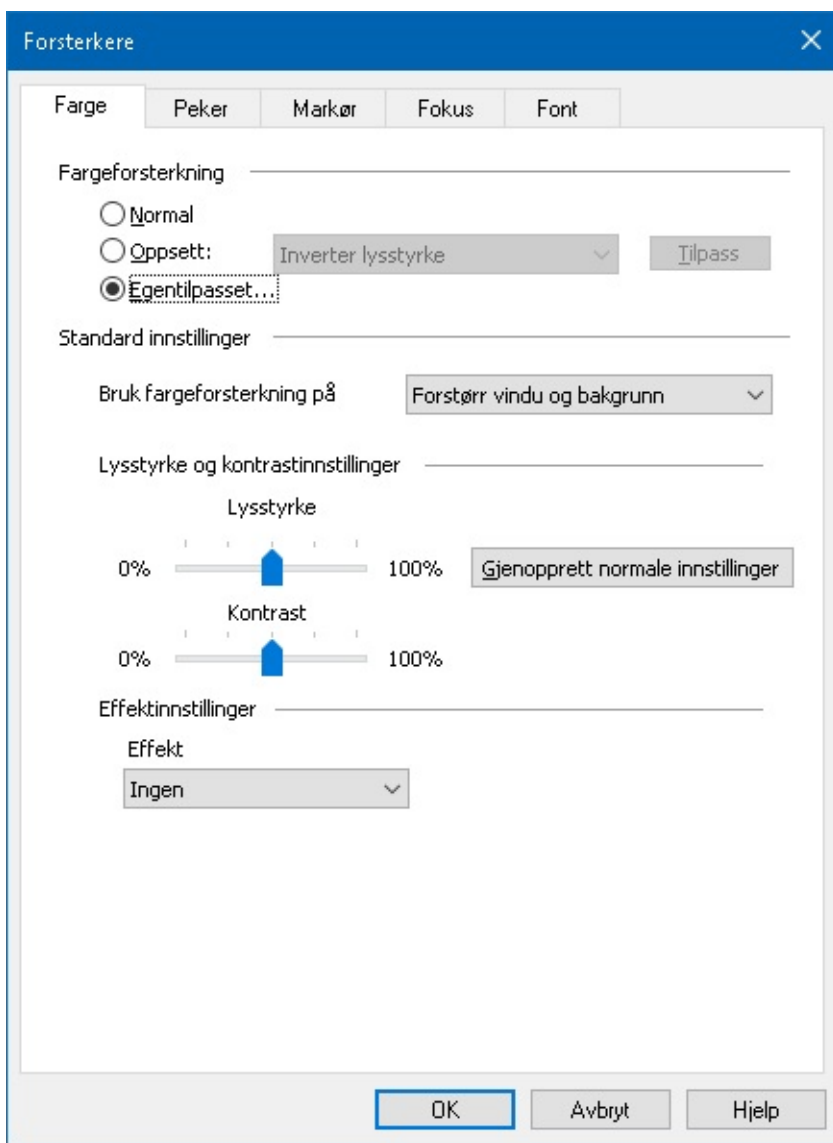 Forsterkere
Farge Peker Markør Fokus Font
Fargeforsterkning
Normal
Oppsett: Inverter lysstyrke Tilpass
Egentilpasset...
Standard innstillinger
Bruk fargeforsterkning på Forstørr vindu og bakgrunn
Lysstyrke og kontrastinnstillinger
Lysstyrke
0% 100% Gjenopprett normale innstillinger
Kontrast
0% 100%
Effektinnstillinger
Effekt
Ingen
OK Avbryt Hjelp